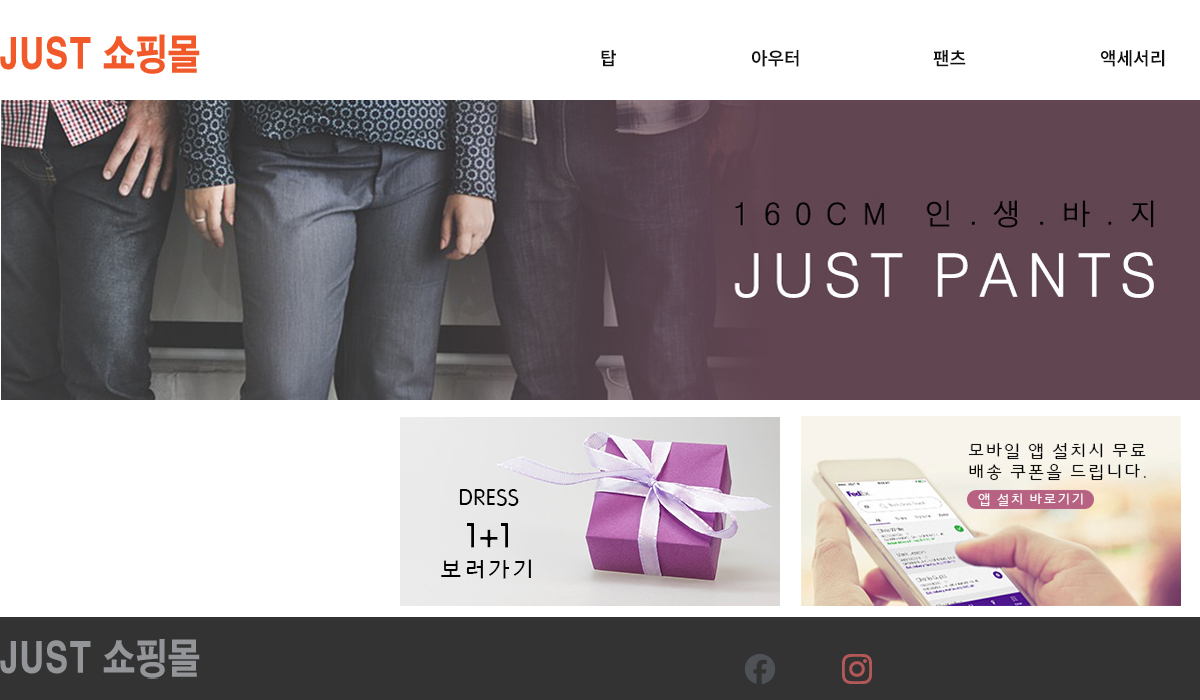 JUST 쇼핑몰
탑 아우터 팬츠 액세서리
160CM 인.생.바.지
JUST PANTS
DRESS
1+1
보러가기
모바일 앱 설치시 무료
배송 쿠폰을 드립니다.
앱 설치 바로기기
FedEx
JUST 쇼핑몰